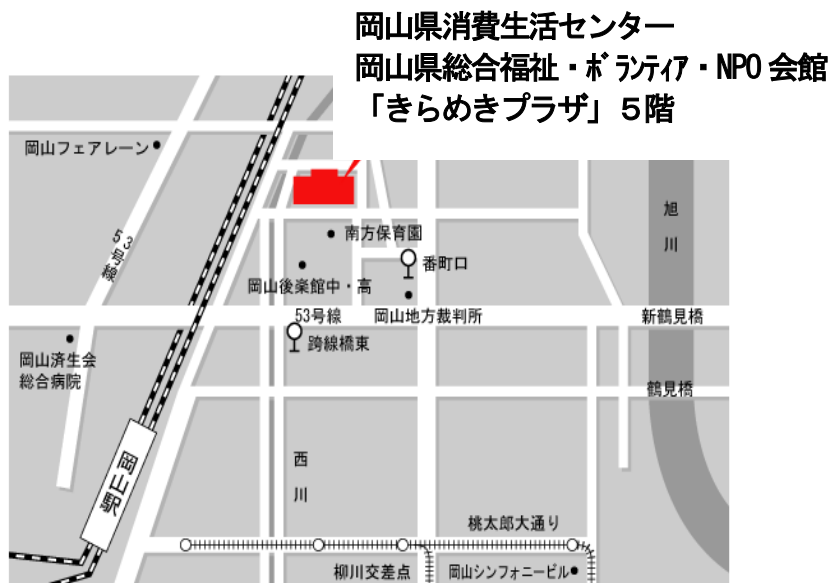 岡山県消費生活センター
岡山県総合福祉・ボランティア・NPO会館
「きらめきプラザ」５階
岡山フェアレーン
53号線
旭川
南方保育園
番町口
岡山後楽館中・高
53号線
岡山地方裁判所
新鶴見橋
跨線橋東
岡山済生会
総合病院
鶴見橋
岡山駅
西川
桃太郎大通り
柳川交差点
岡山シンフォニービル